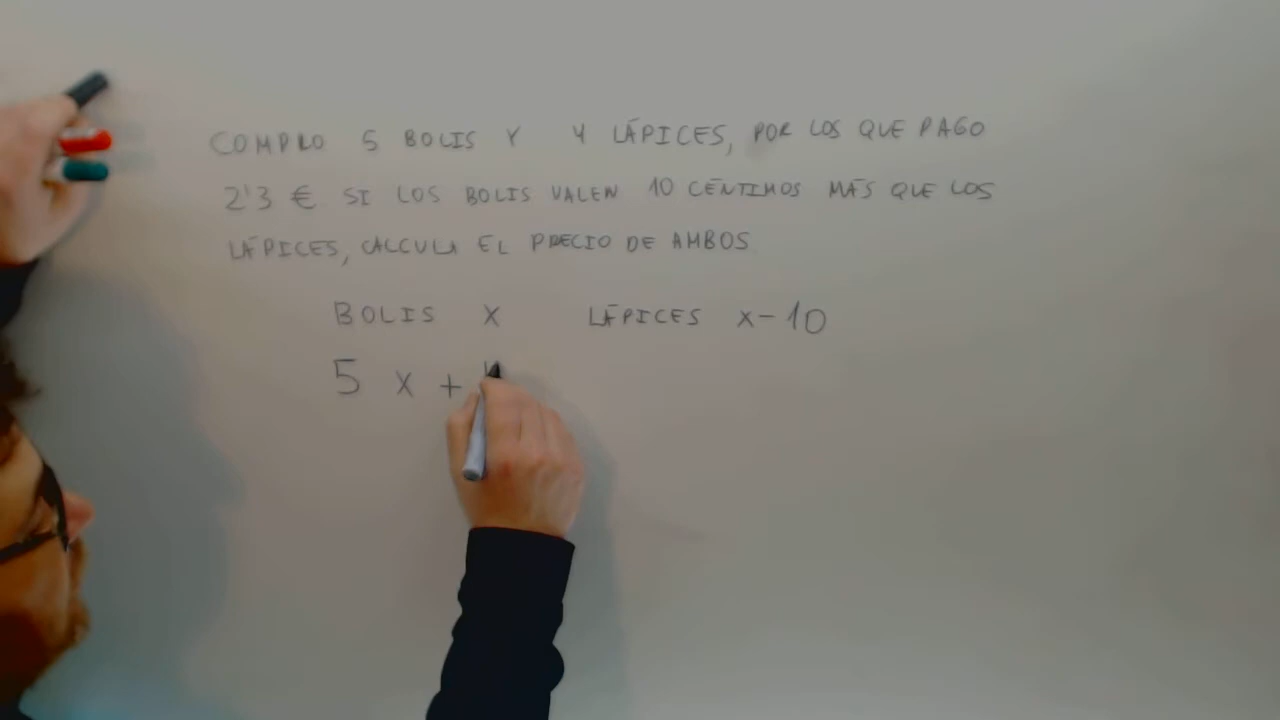 COMPRO 5 BOLIS Y 4 LÁPICES, POR LOS QUE PAGO
2'3 € SI LOS BOLIS VALEN 10 CÉNTIMOS MÁS QUE LOS
LÁPICES, CALCULA EL PRECIO DE AMBOS
BOLIS X LÁPICES X-10
5 X +